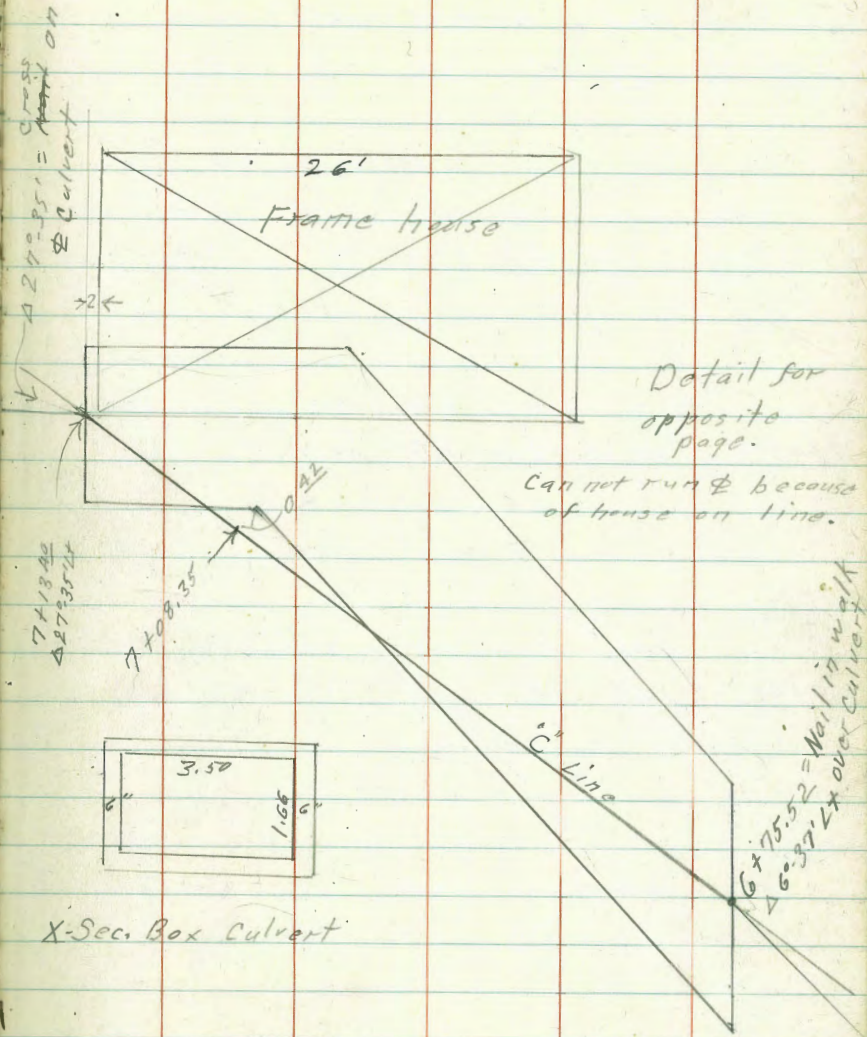 Δ 27°-35' = Cross on
℄ Culvert
26'
Frame house
→2←
Detail for
opposite
page.
Can not run ℄ because
of house on line.
0.42
7+13.40
Δ 27°35' Lt
7+08.35
"C" Line
6+75.52 = Nail in walk
Δ 6°-37' Lt over Culvert
3.50
6"
1.66
6"
X-Sec. Box Culvert